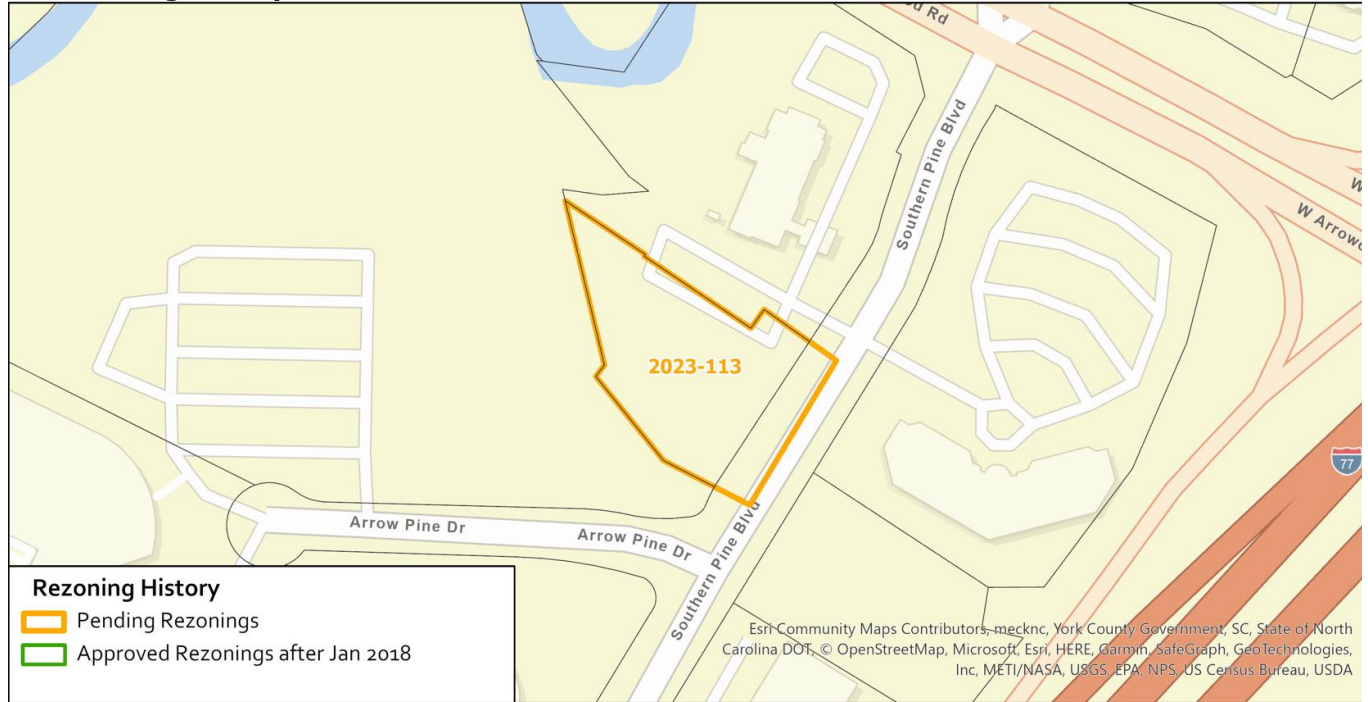 od Rd
Southern Pine Blvd
W
W Arrowo
2023-113
77
Arrow Pine Dr
Arrow Pine Dr
Southern Pine Blvd
Rezoning History
Pending Rezonings
Approved Rezonings after Jan 2018
Esri Community Maps Contributors, mecknc, York County Government, SC, State of North
Carolina DOT, © OpenStreetMap, Microsoft, Esri, HERE, Garmin, SafeGraph, GeoTechnologies,
Inc, METI/NASA, USGS, EPA, NPS, US Census Bureau, USDA